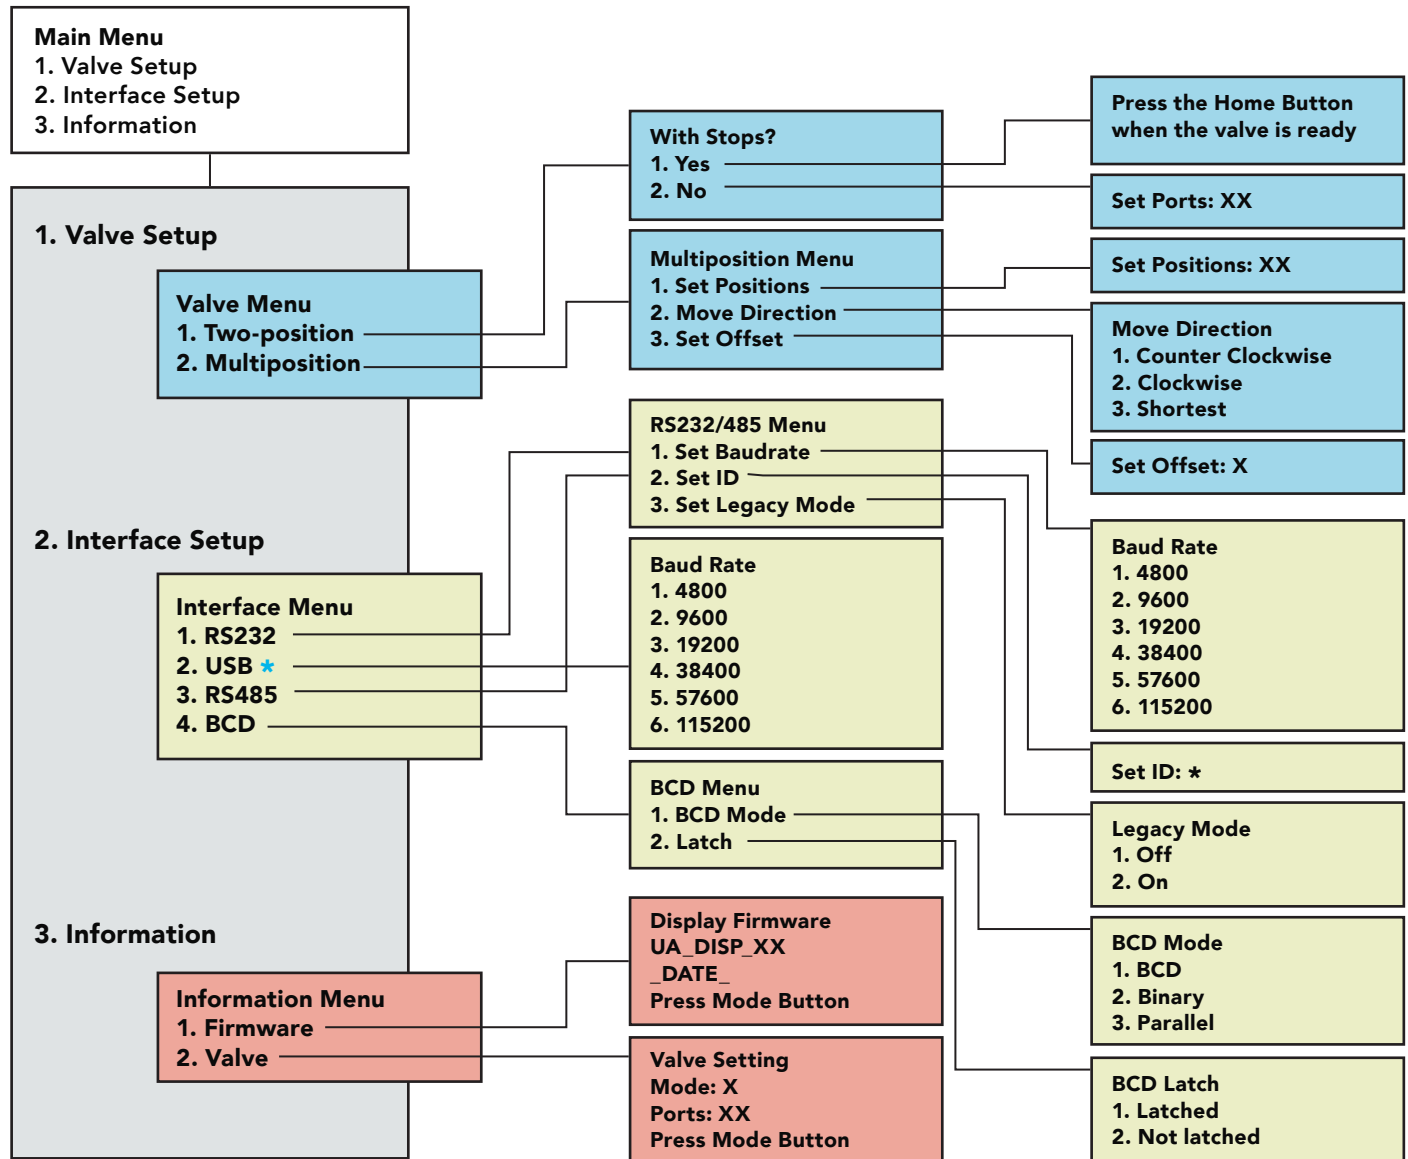 Main Menu
1. Valve Setup
2. Interface Setup
3. Information
1. Valve Setup
Valve Menu
1. Two-position
2. Multiposition
With Stops?
1. Yes
2. No
Press the Home Button
when the valve is ready
Set Ports: XX
Multiposition Menu
1. Set Positions
2. Move Direction
3. Set Offset
Set Positions: XX
Move Direction
1. Counter Clockwise
2. Clockwise
3. Shortest
Set Offset: X
2. Interface Setup
Interface Menu
1. RS232
2. USB *
3. RS485
4. BCD
RS232/485 Menu
1. Set Baudrate
2. Set ID
3. Set Legacy Mode
Baud Rate
1. 4800
2. 9600
3. 19200
4. 38400
5. 57600
6. 115200
BCD Menu
1. BCD Mode
2. Latch
Baud Rate
1. 4800
2. 9600
3. 19200
4. 38400
5. 57600
6. 115200
Set ID: *
Legacy Mode
1. Off
2. On
BCD Mode
1. BCD
2. Binary
3. Parallel
BCD Latch
1. Latched
2. Not latched
3. Information
Information Menu
1. Firmware
2. Valve
Display Firmware
UA_DISP_XX
_DATE_
Press Mode Button
Valve Setting
Mode: X
Ports: XX
Press Mode Button